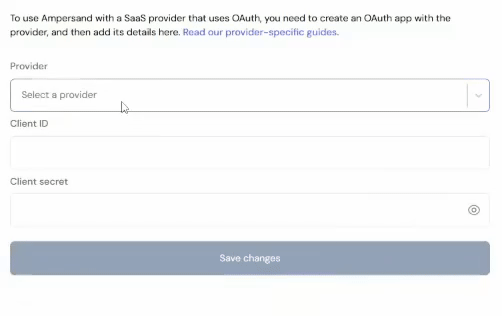 To use Ampersand with a SaaS provider that uses OAuth, you need to create an OAuth app with the
provider, and then add its details here. Read our provider-specific guides.
Provider
Select a provider
Client ID
Client secret
Save changes